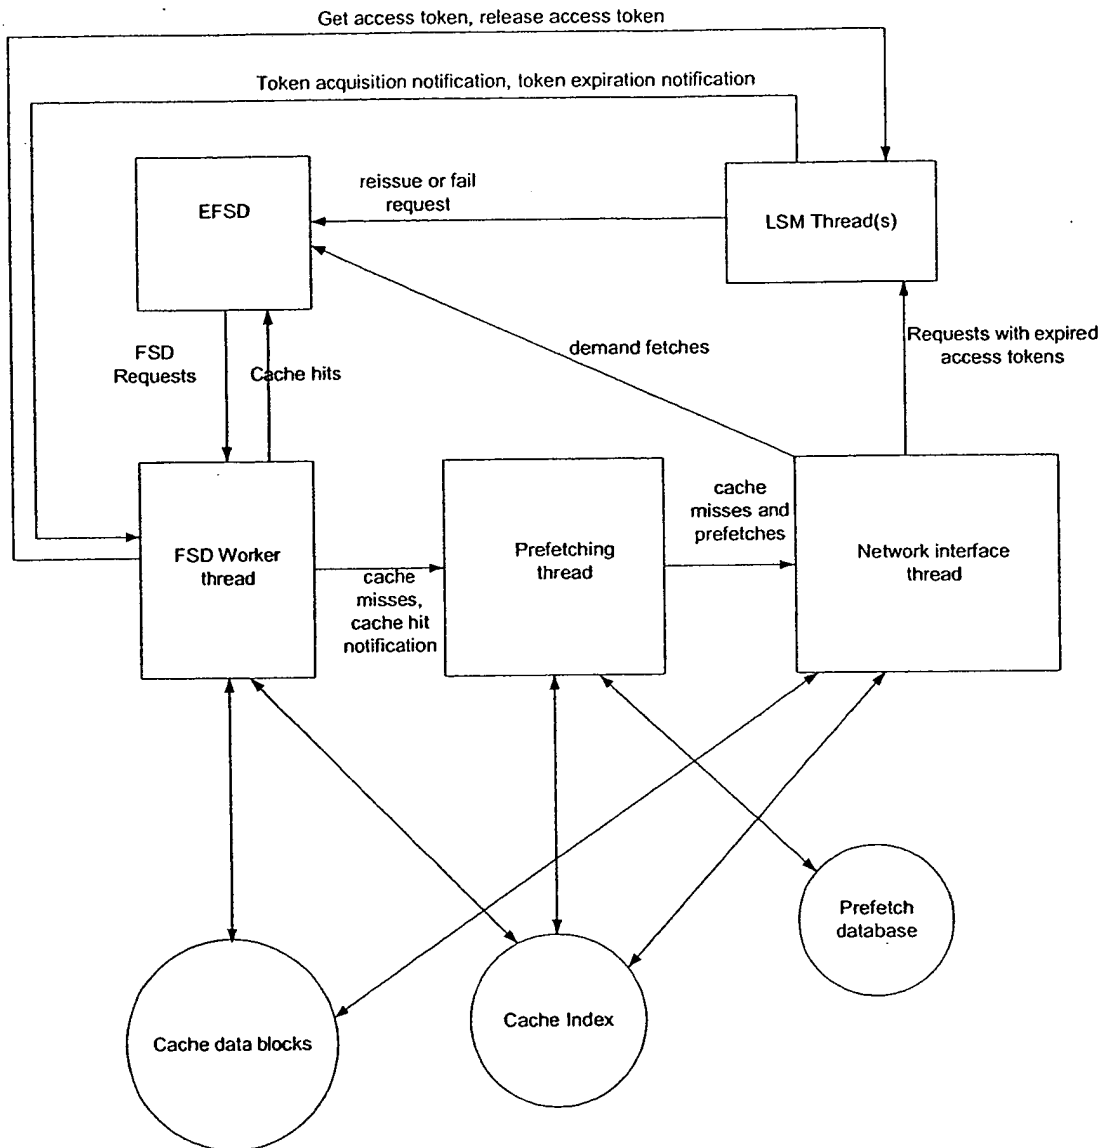 Get access token, release access token
Token acquisition notification, token expiration notification
EFSD
reissue or fail
request
LSM Thread(s)
FSD
Requests
Cache hits
demand fetches
Requests with expired
access tokens
FSD Worker
thread
cache
misses,
cache hit
notification
Prefetching
thread
cache
misses and
prefetches
Network interface
thread
Prefetch
database
Cache data blocks
Cache Index